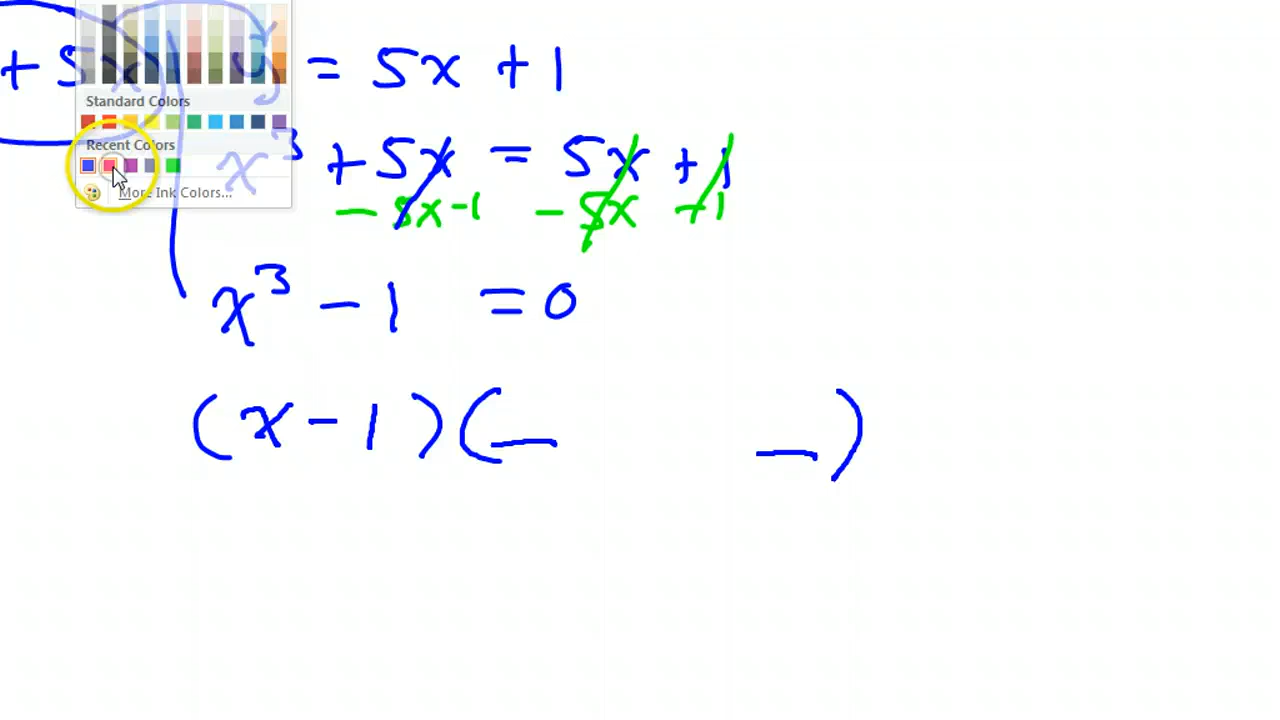 + 5x y = 5x + 1
Standard Colors
Recent Colors
x³ + 5x = 5x + 1
More Ink Colors...
- 5x - 1 - 5x + 1
x³ - 1 = 0
(x - 1)(_ _)